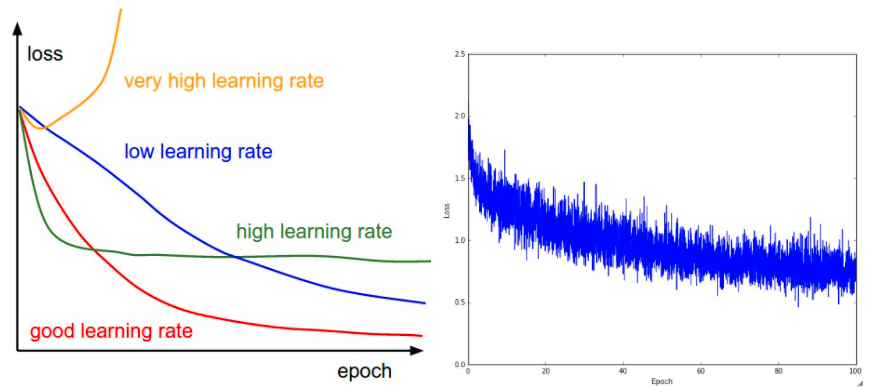 loss
very high learning rate
low learning rate
high learning rate
good learning rate
epoch
2.5
2.0
1.5
1.0
0.5
0.0
Loss
0 20 40 60 80 100
Epoch